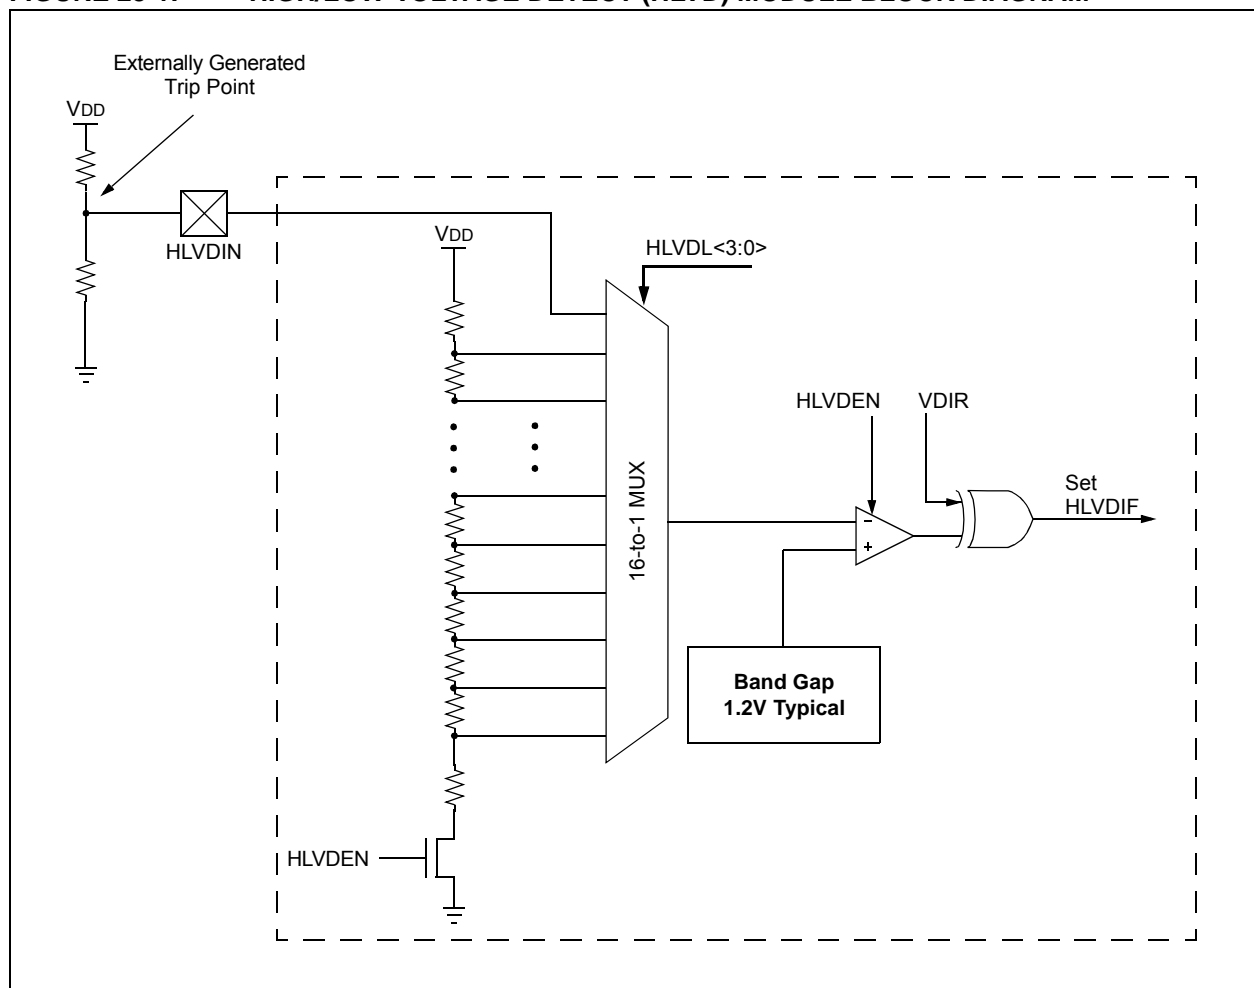 Externally Generated
Trip Point
VDD
HLVDIN
VDD
HLVDL<3:0>
HLVDEN
VDIR
Set
HLVDIF
16-to-1 MUX
–
+
Band Gap
1.2V Typical
HLVDEN